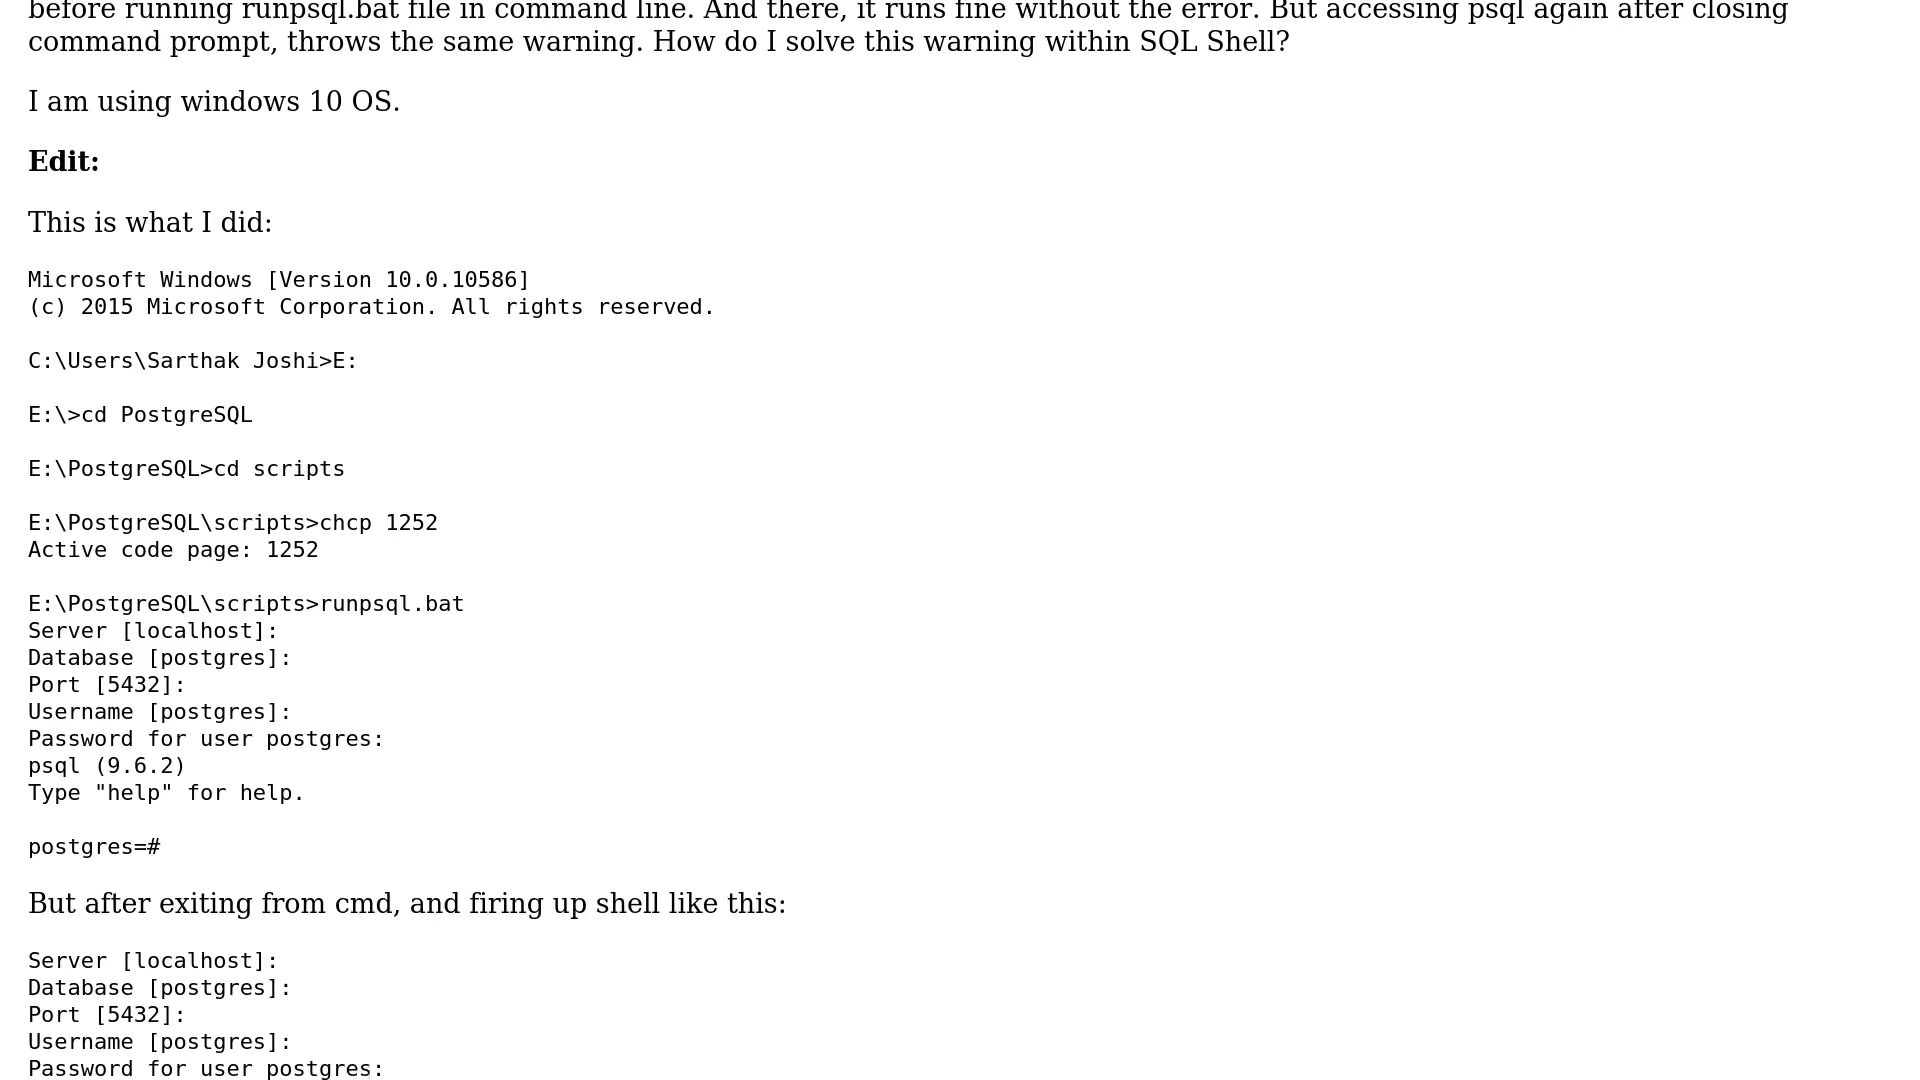 before running runpsql.bat file in command line. And there, it runs fine without the error. But accessing psql again after closing
command prompt, throws the same warning. How do I solve this warning within SQL Shell?
I am using windows 10 OS.
Edit:
This is what I did:
Microsoft Windows [Version 10.0.10586]
(c) 2015 Microsoft Corporation. All rights reserved.
C:\Users\Sarthak Joshi>E:
E:\>cd PostgreSQL
E:\PostgreSQL>cd scripts
E:\PostgreSQL\scripts>chcp 1252
Active code page: 1252
E:\PostgreSQL\scripts>runpsql.bat
Server [localhost]:
Database [postgres]:
Port [5432]:
Username [postgres]:
Password for user postgres:
psql (9.6.2)
Type "help" for help.
postgres=#
But after exiting from cmd, and firing up shell like this:
Server [localhost]:
Database [postgres]:
Port [5432]:
Username [postgres]:
Password for user postgres: